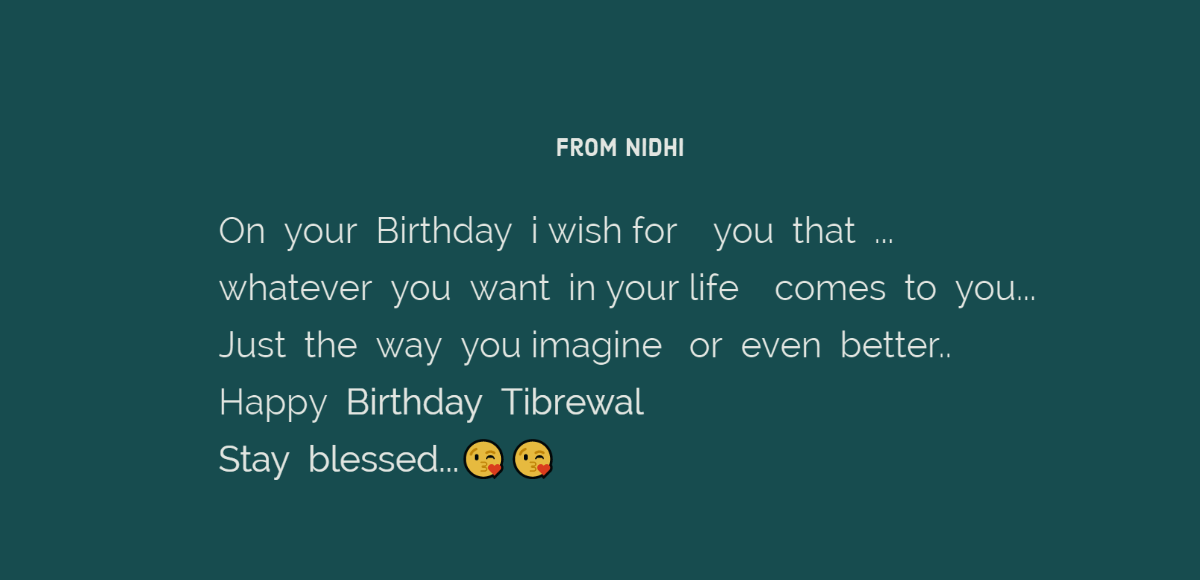 FROM NIDHI
On your Birthday i wish for you that ...
whatever you want in your life comes to you...
Just the way you imagine or even better..
Happy Birthday Tibrewal
Stay blessed...😘😘